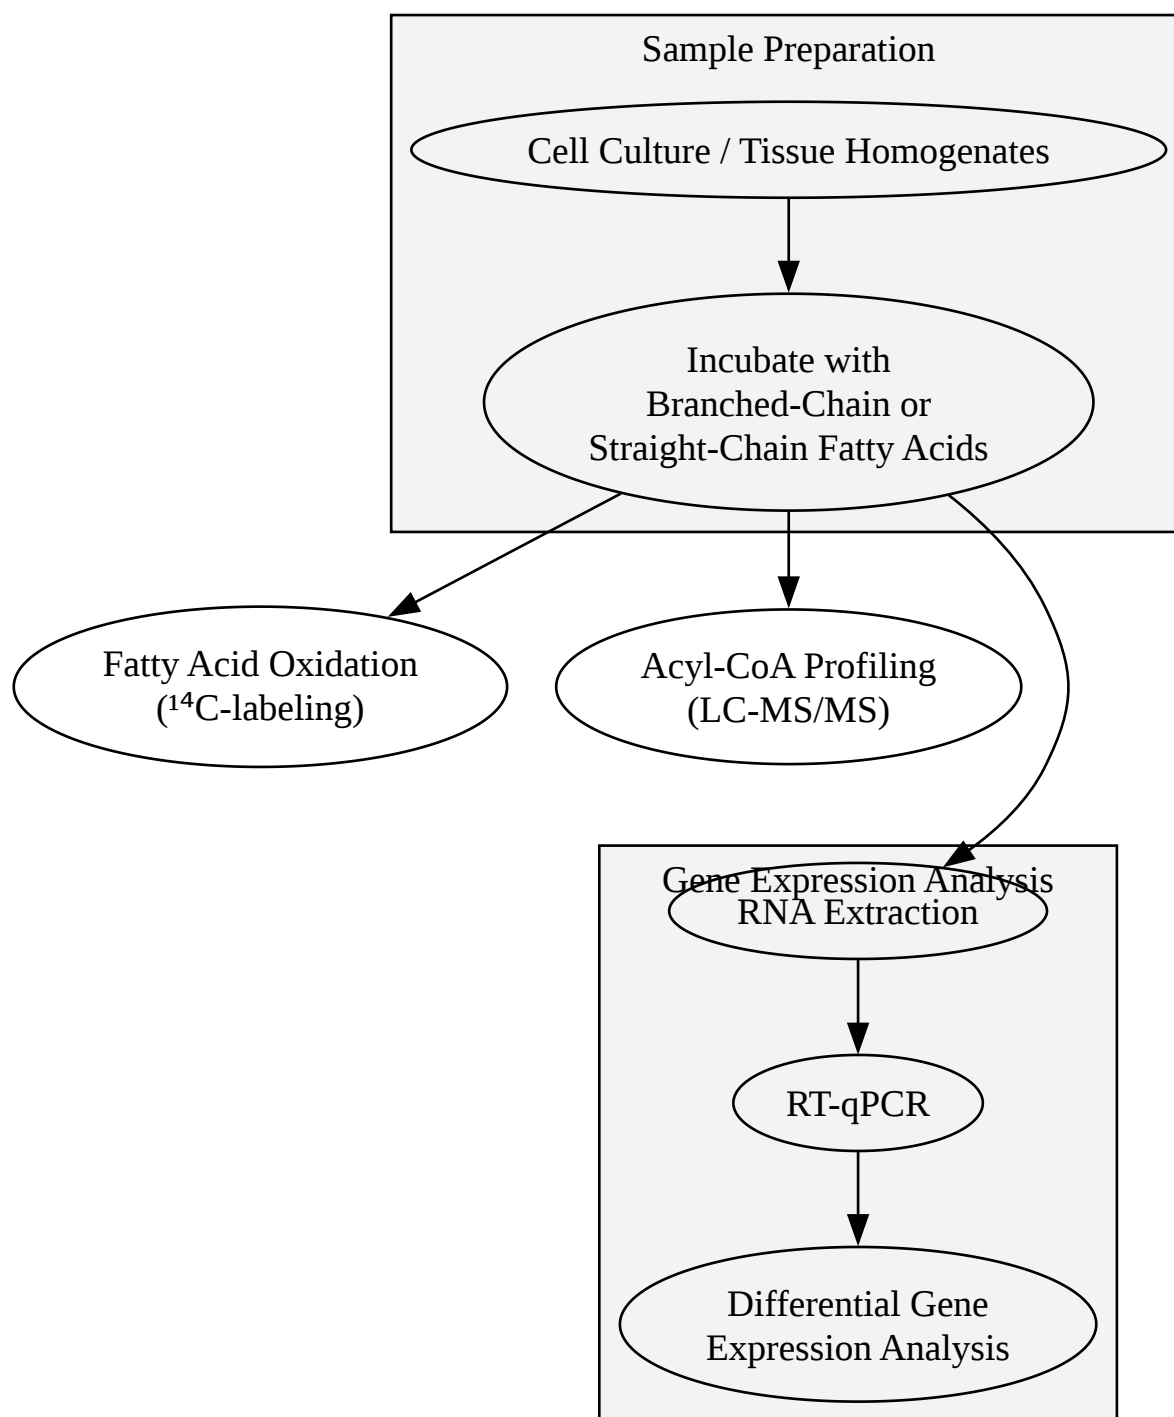 Sample Preparation
Cell Culture / Tissue Homogenates
Incubate with
Branched-Chain or
Straight-Chain Fatty Acids
Fatty Acid Oxidation
(¹⁴C-labeling)
Acyl-CoA Profiling
(LC-MS/MS)
Gene Expression Analysis
RNA Extraction
RT-qPCR
Differential Gene
Expression Analysis